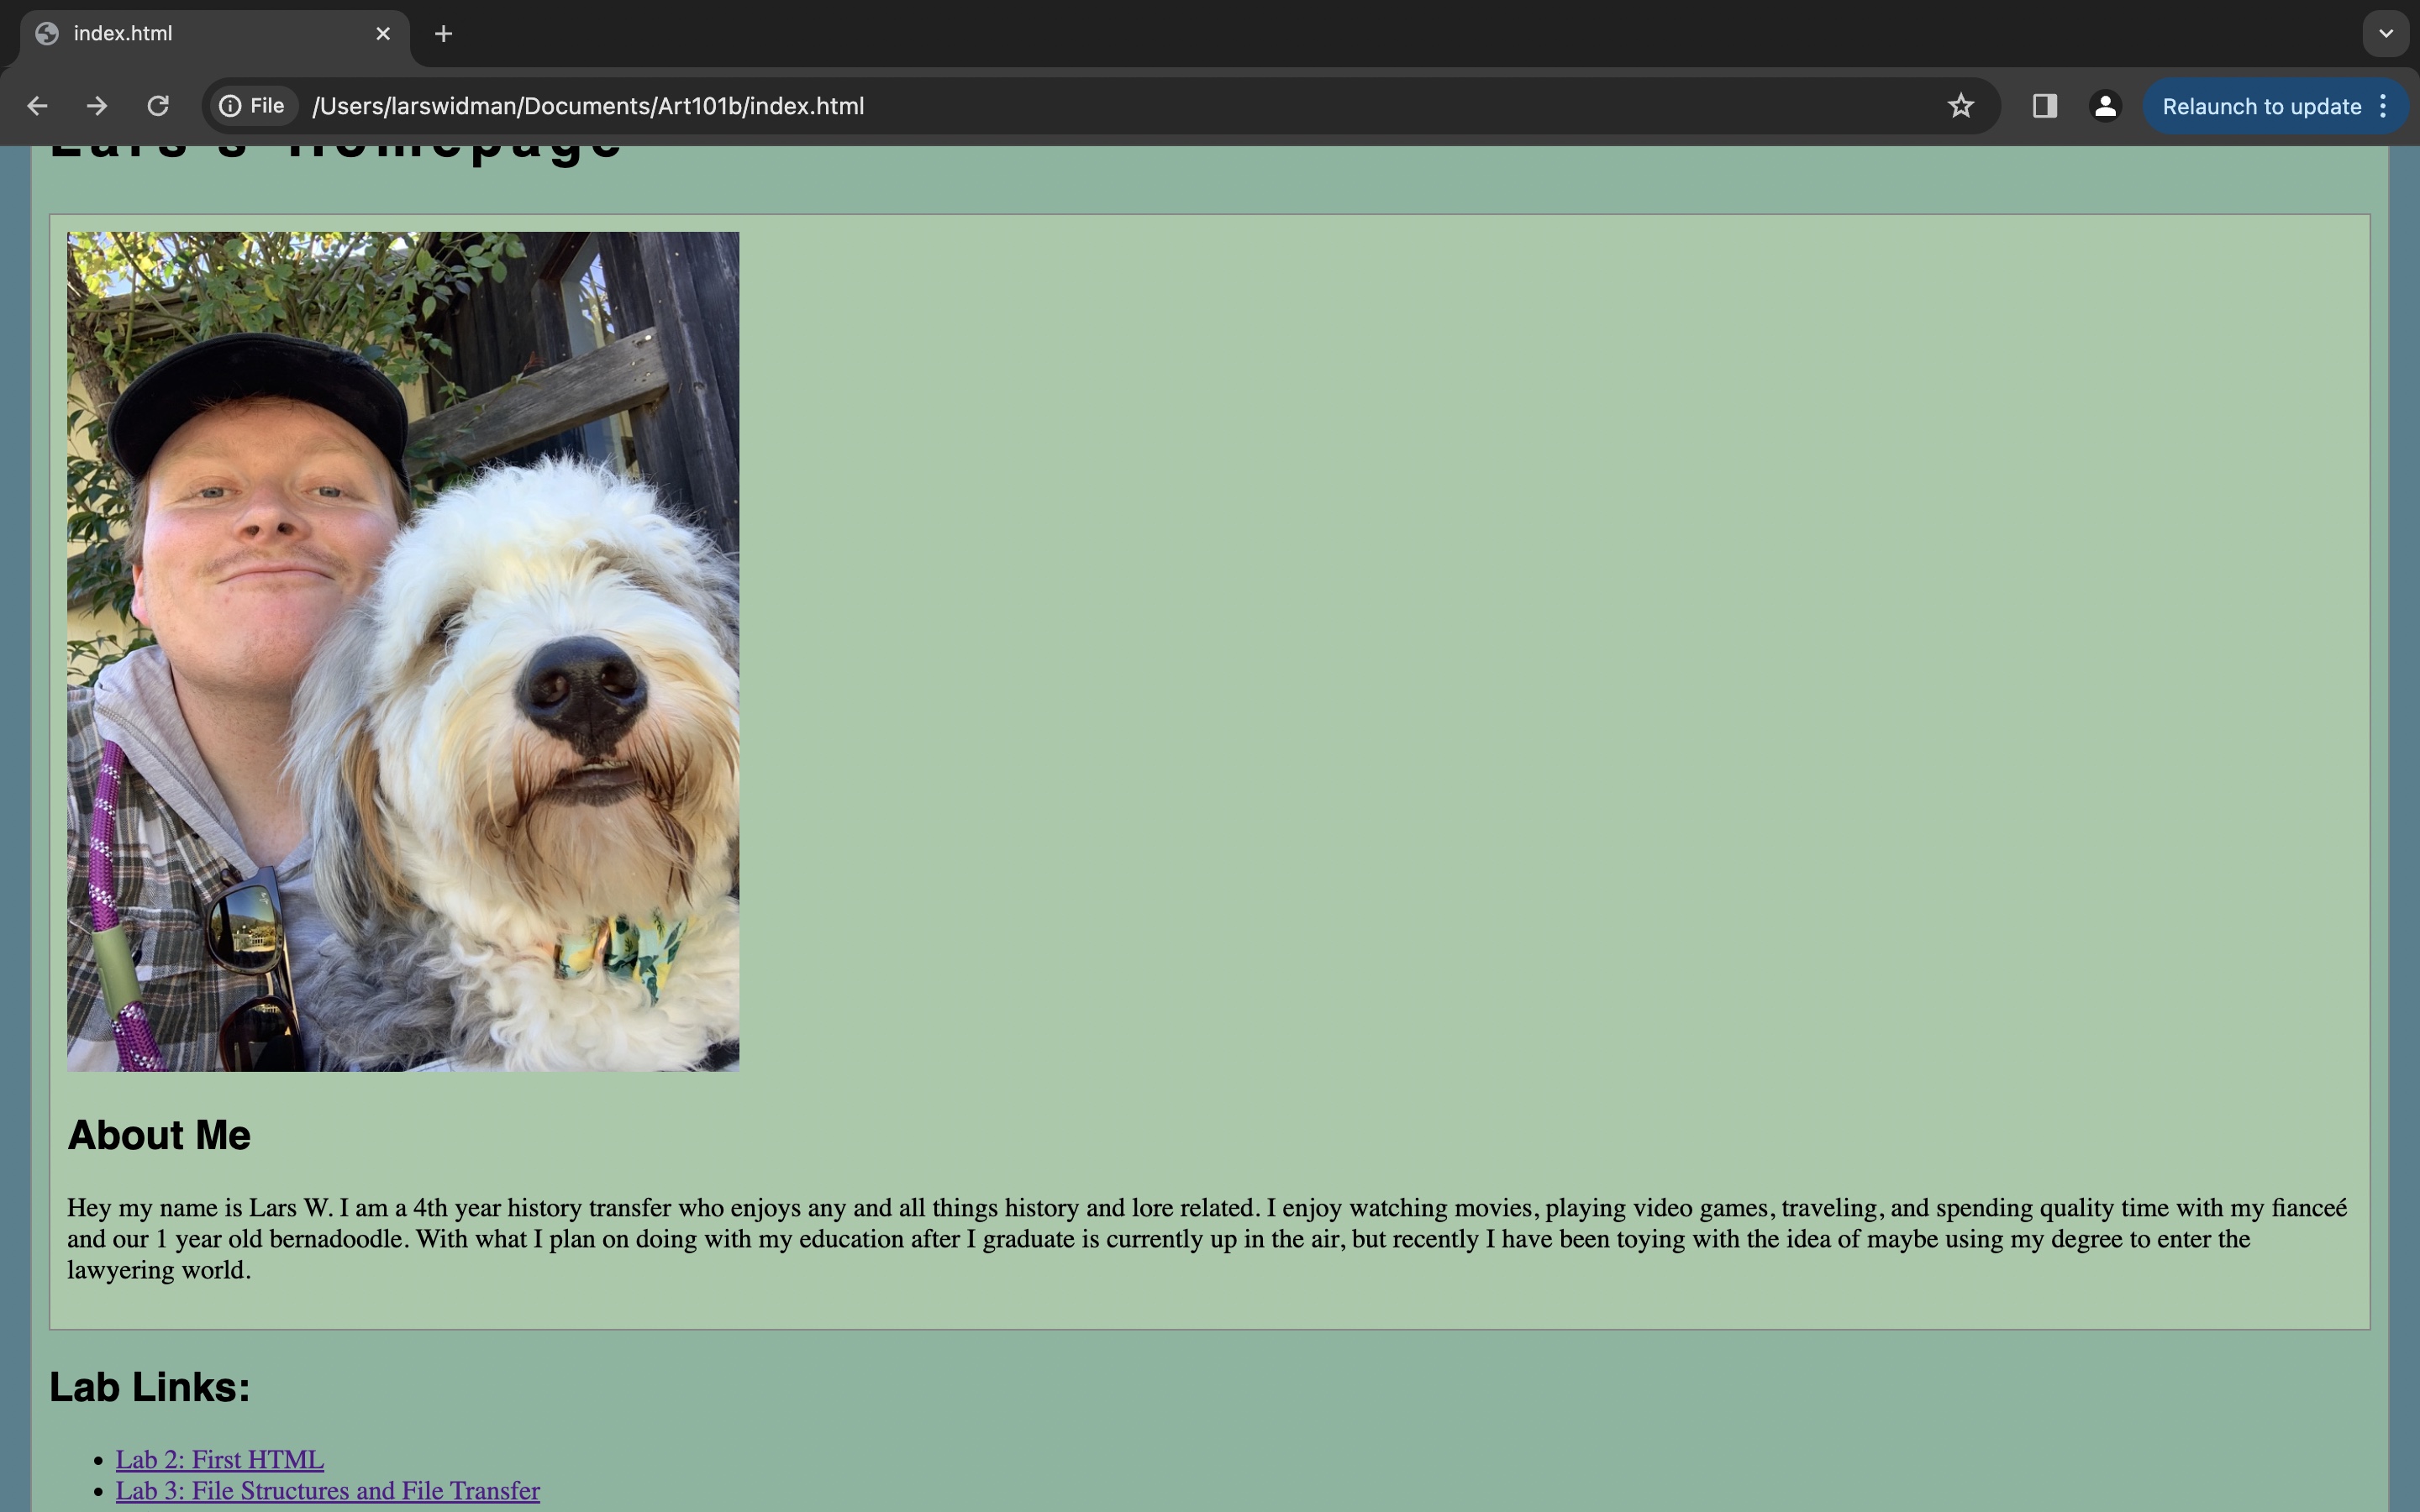 index.html
File /Users/larswidman/Documents/Art101b/index.html
Relaunch to update
Lars's Homepage
About Me
Hey my name is Lars W. I am a 4th year history transfer who enjoys any and all things history and lore related. I enjoy watching movies, playing video games, traveling, and spending quality time with my fianceé
and our 1 year old bernadoodle. With what I plan on doing with my education after I graduate is currently up in the air, but recently I have been toying with the idea of maybe using my degree to enter the
lawyering world.
Lab Links:
Lab 2: First HTML
Lab 3: File Structures and File Transfer